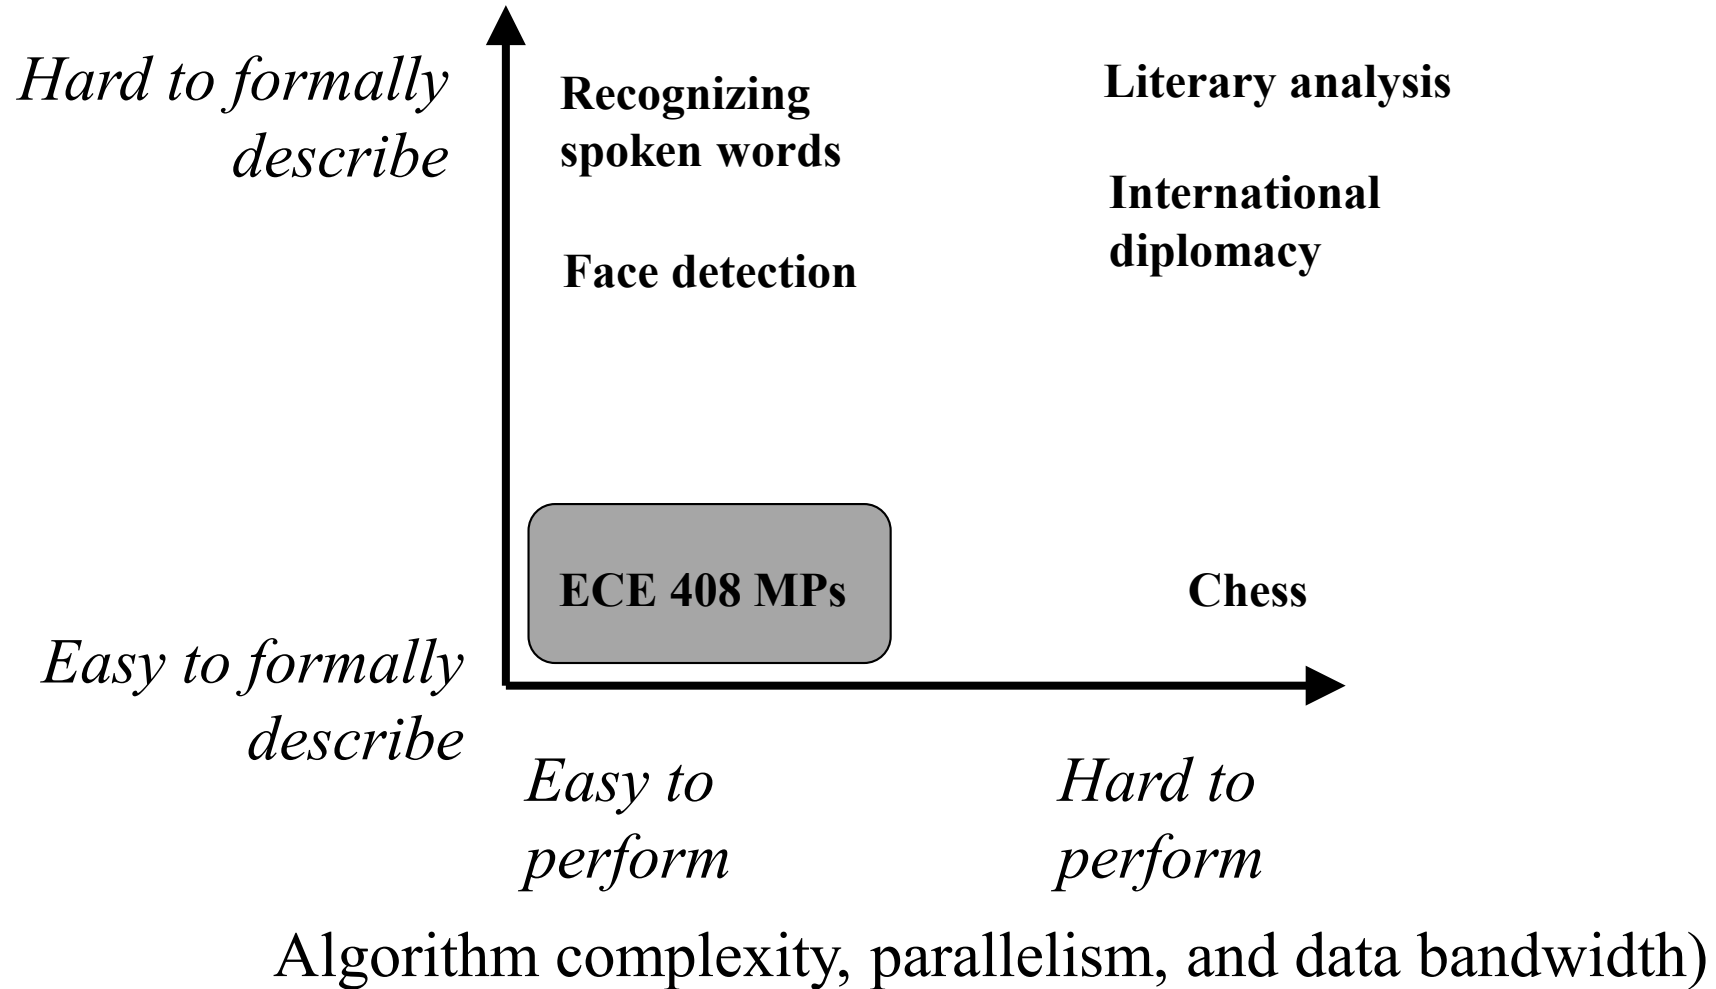 Hard to formally
describe
Recognizing
spoken words
Face detection
Literary analysis
International
diplomacy
ECE 408 MPs
Chess
Easy to formally
describe
Easy to
perform
Hard to
perform
Algorithm complexity, parallelism, and data bandwidth)